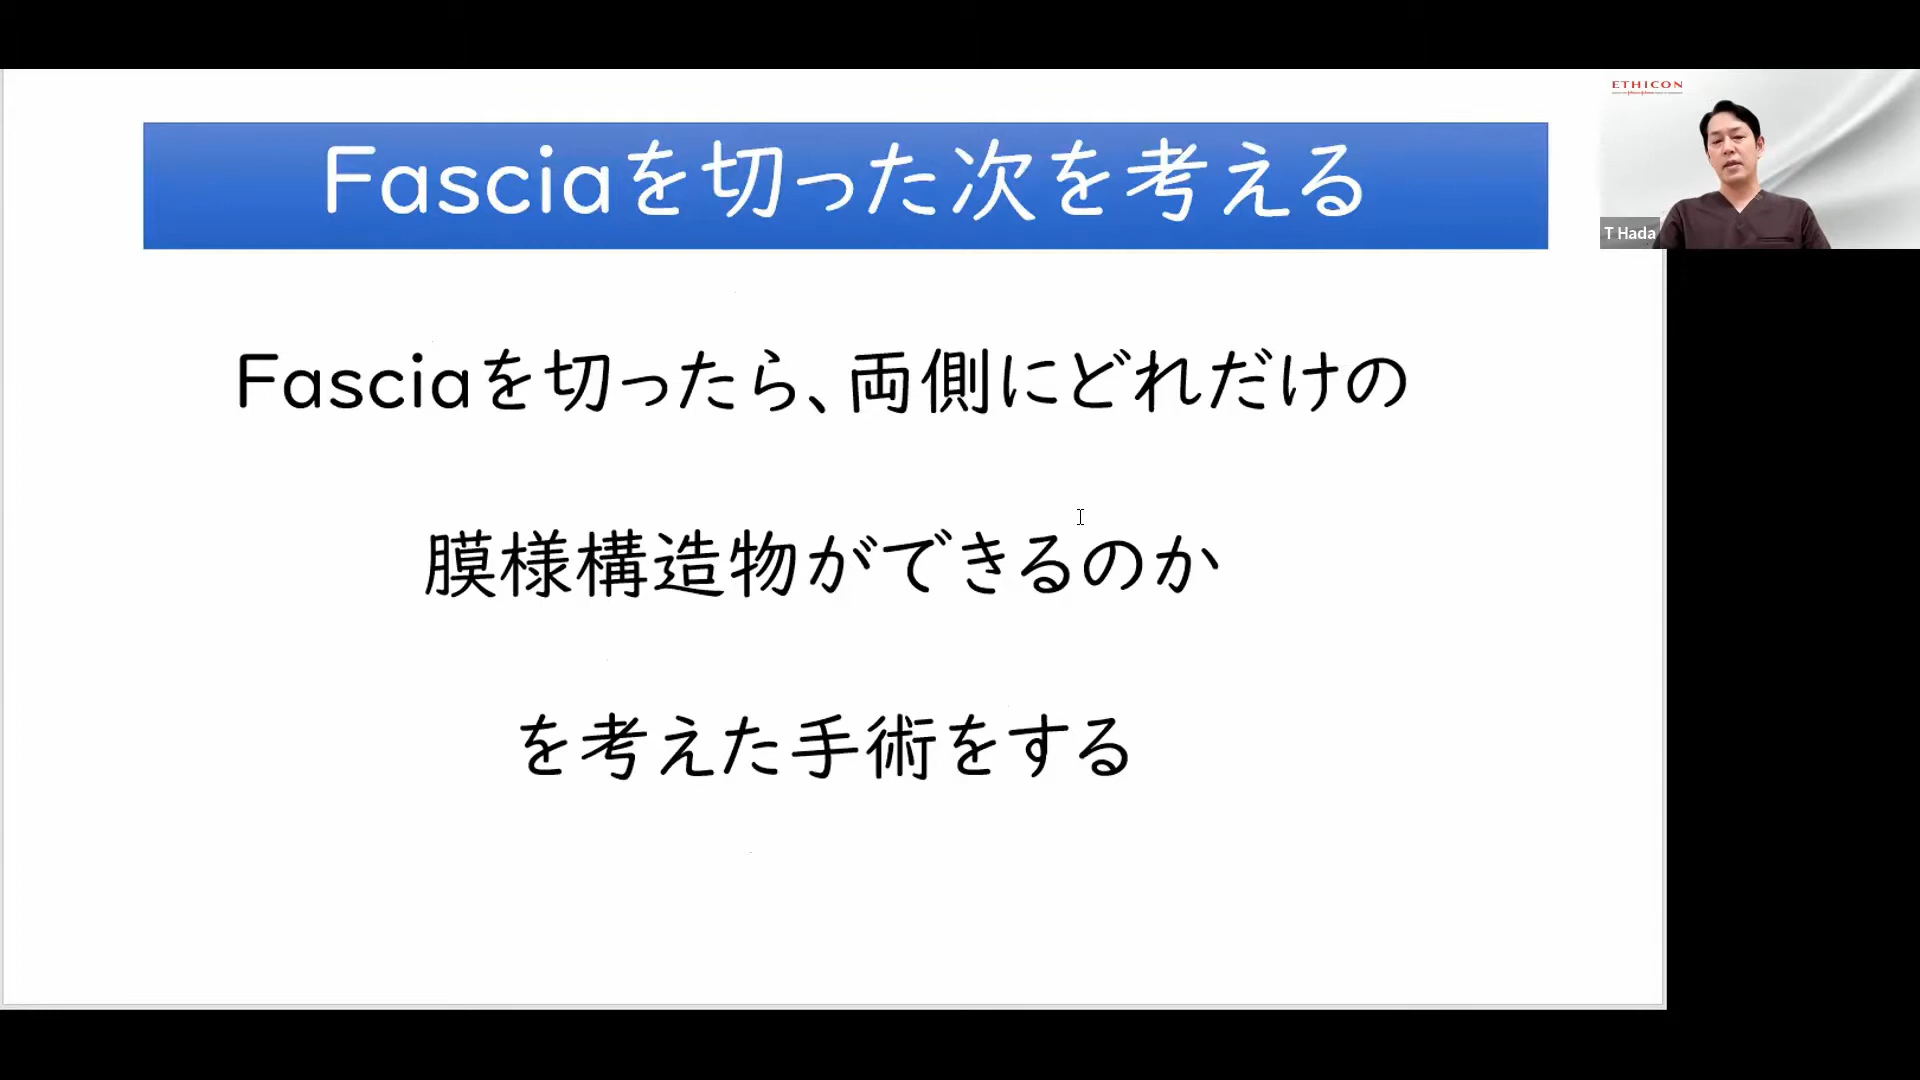 Fasciaを切った次を考える
ETHICON
T Hada
Fasciaを切ったら、両側にどれだけの
膜様構造物ができるのか
を考えた手術をする